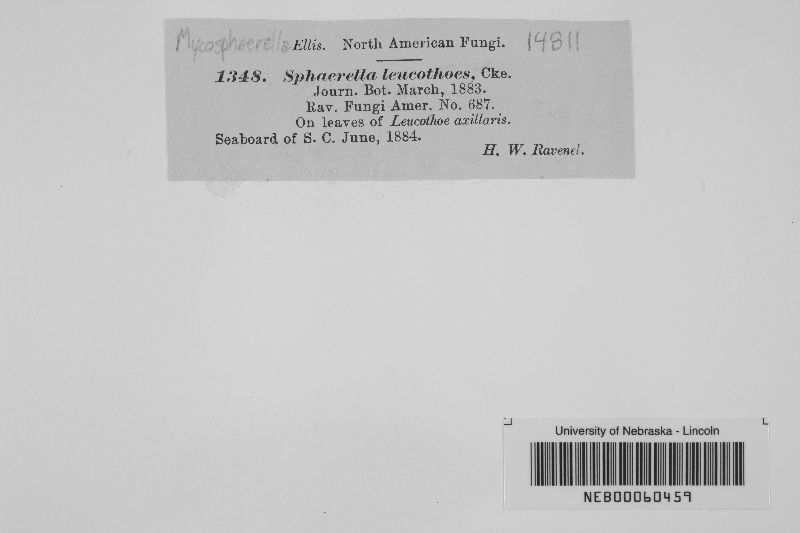 Mycosphaerella Ellis. North American Fungi. 14811
1348. Sphaerella leucothoes, Cke.
Journ. Bot. March, 1883.
Rav. Fungi Amer. No. 687.
On leaves of Leucothoe axillaris.
Seaboard of S. C. June, 1884.
H. W. Ravenel.
University of Nebraska - Lincoln
NEB00060459